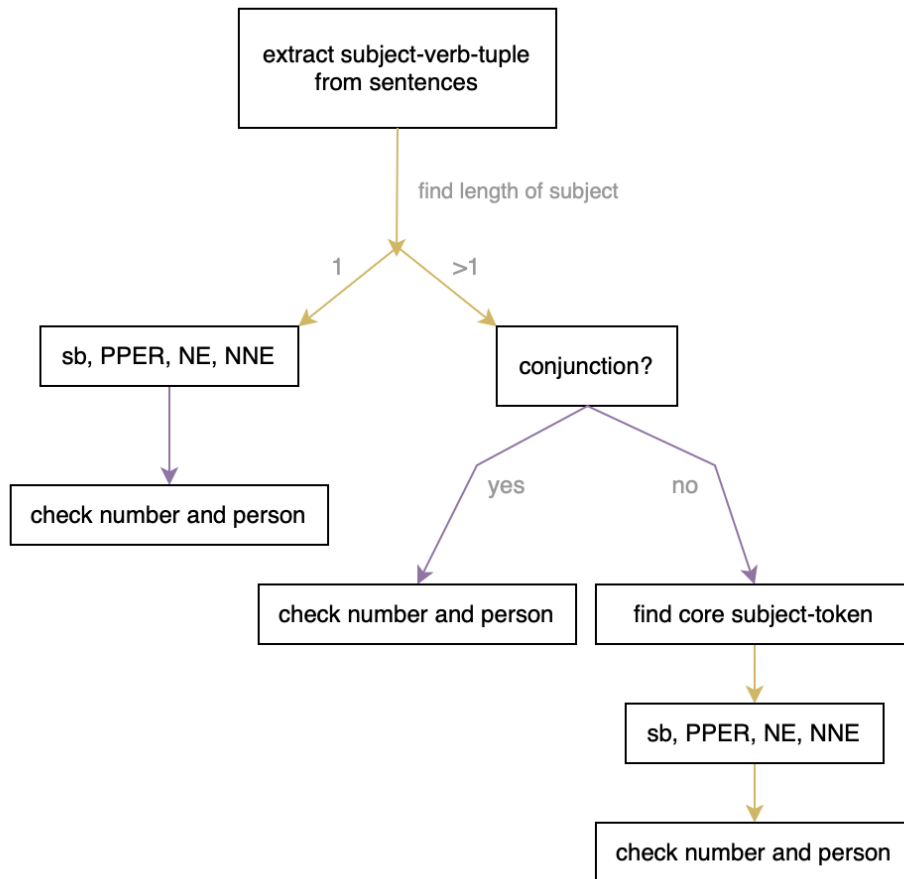 extract subject-verb-tuple
from sentences
find length of subject
1
>1
sb, PPER, NE, NNE
conjunction?
check number and person
yes
no
check number and person
find core subject-token
sb, PPER, NE, NNE
check number and person